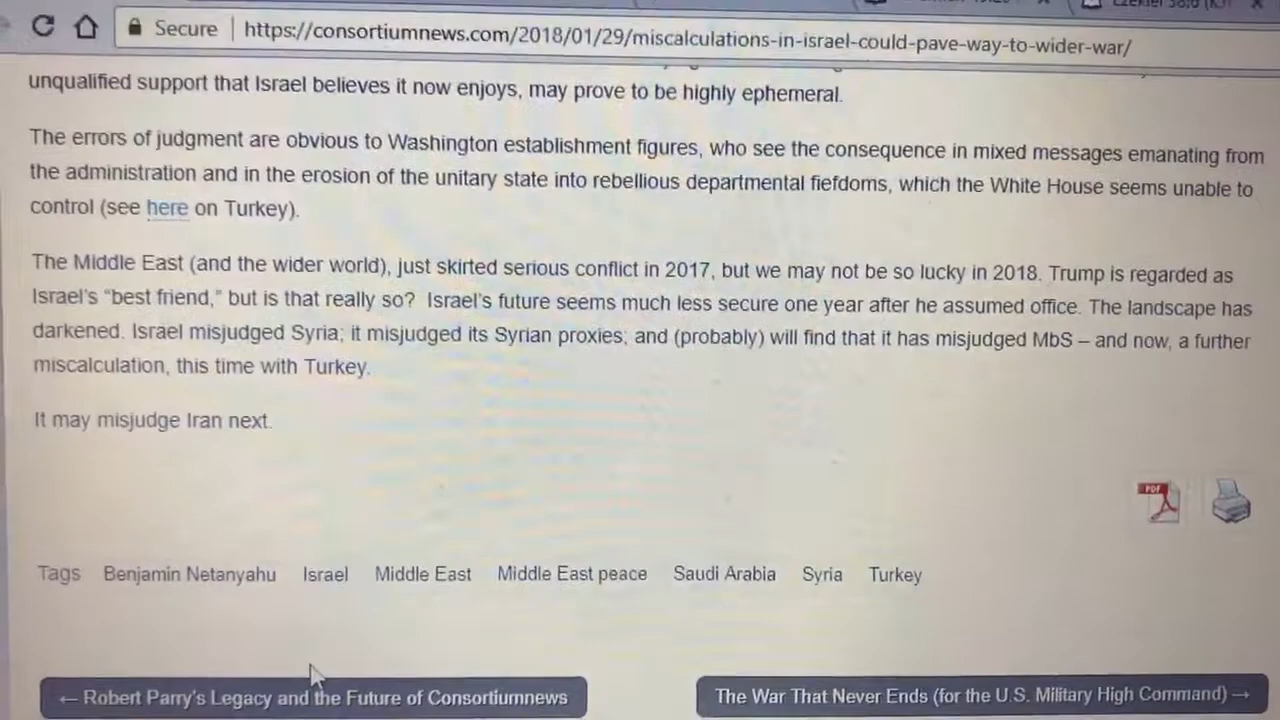 Secure | https://consortiumnews.com/2018/01/29/miscalculations-in-israel-could-pave-way-to-wider-war/
unqualified support that Israel believes it now enjoys, may prove to be highly ephemeral.
The errors of judgment are obvious to Washington establishment figures, who see the consequence in mixed messages emanating from
the administration and in the erosion of the unitary state into rebellious departmental fiefdoms, which the White House seems unable to
control (see here on Turkey).
The Middle East (and the wider world), just skirted serious conflict in 2017, but we may not be so lucky in 2018. Trump is regarded as
Israel's “best friend,” but is that really so?  Israel's future seems much less secure one year after he assumed office. The landscape has
darkened. Israel misjudged Syria; it misjudged its Syrian proxies; and (probably) will find that it has misjudged MbS – and now, a further
miscalculation, this time with Turkey.
It may misjudge Iran next.
PDF
Tags Benjamin Netanyahu Israel Middle East Middle East peace Saudi Arabia Syria Turkey
← Robert Parry's Legacy and the Future of Consortiumnews
The War That Never Ends (for the U.S. Military High Command) →